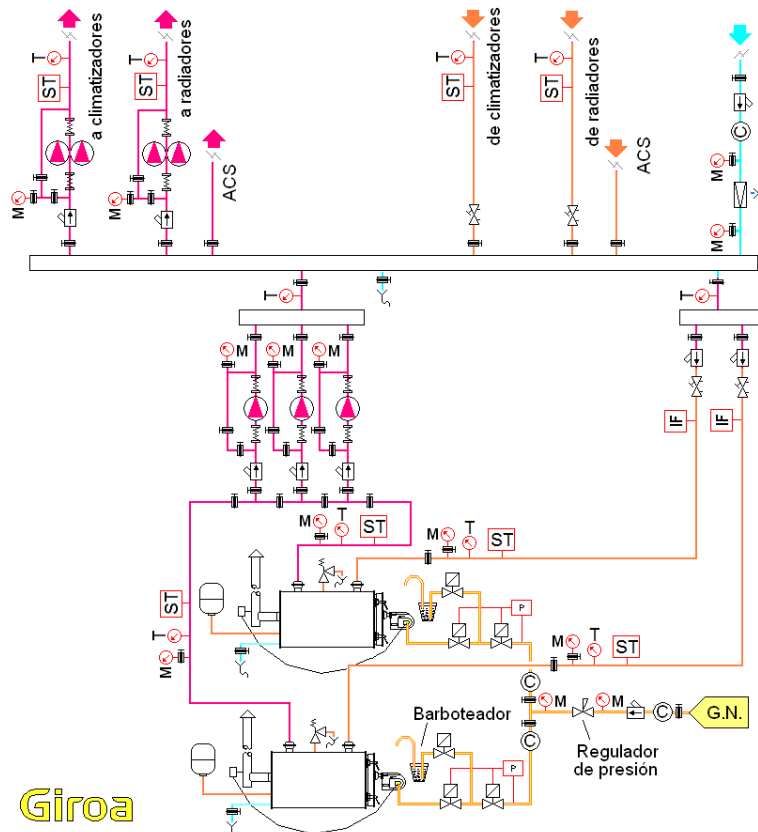 T
T
T
T
ST
ST
ST
ST
a climatizadores
a radiadores
de climatizadores
de radiadores
ACS
ACS
C
M
M
M
M
T
T
M
M
M
IF
IF
M
T
ST
M
T
ST
ST
T
M
P
M
T
ST
C
M
M
C
G.N.
Barboteador
Regulador
de presión
C
P
Giroa